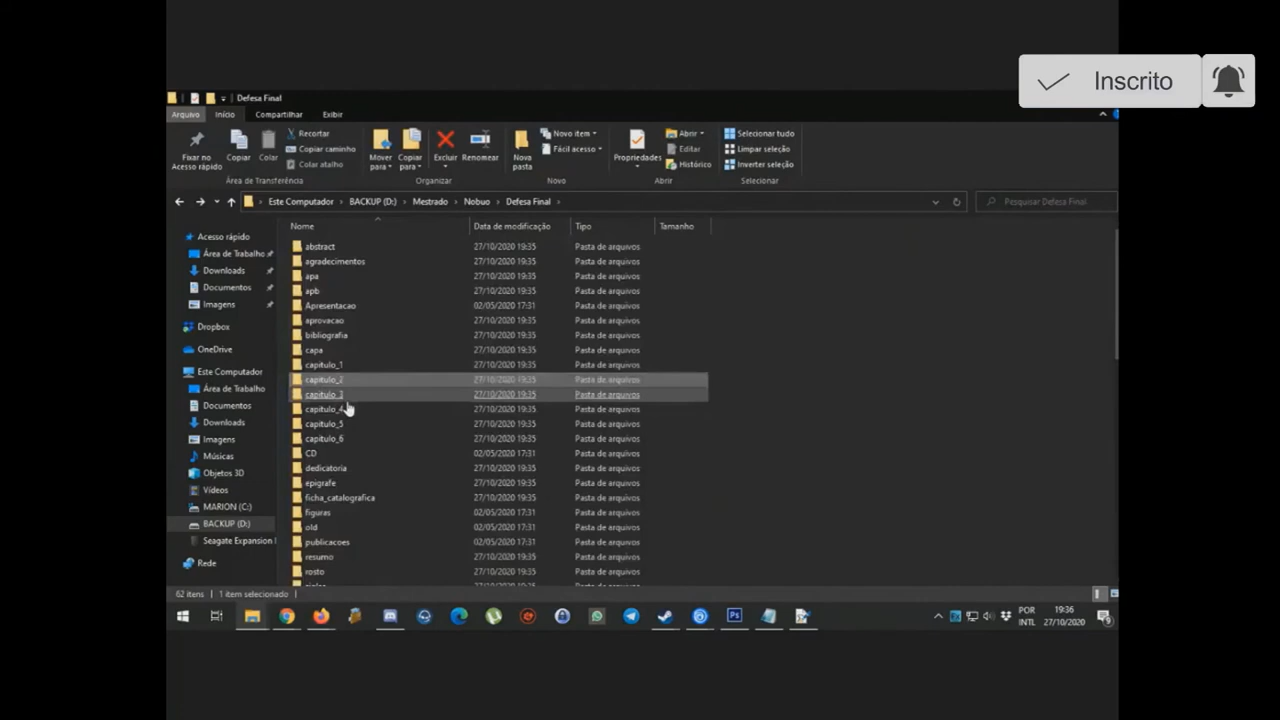 Inscrito
Defesa Final
Arquivo Início Compartilhar Exibir
Fixar no Acesso rápido
Copiar
Colar
Recortar
Copiar caminho
Colar atalho
Mover para
Copiar para
Excluir
Renomear
Nova pasta
Novo item
Fácil acesso
Propriedades
Abrir
Editar
Histórico
Selecionar tudo
Limpar seleção
Inverter seleção
Área de Transferência Organizar Novo Abrir Selecionar
Este Computador > BACKUP (D:) > Mestrado > Nobuo > Defesa Final >
Pesquisar Defesa Final
Nome Data de modificação Tipo Tamanho
Acesso rápido
Área de Trabalho
Downloads
Documentos
Imagens
Dropbox
OneDrive
Este Computador
Área de Trabalho
Documentos
Downloads
Imagens
Músicas
Objetos 3D
Vídeos
MARION (C:)
BACKUP (D:)
Seagate Expansion
Rede
abstract 27/10/2020 19:35 Pasta de arquivos
agradecimentos 27/10/2020 19:35 Pasta de arquivos
apa 27/10/2020 19:35 Pasta de arquivos
apb 27/10/2020 19:35 Pasta de arquivos
Apresentacao 02/05/2020 17:31 Pasta de arquivos
aprovacao 27/10/2020 19:35 Pasta de arquivos
bibliografia 27/10/2020 19:35 Pasta de arquivos
capa 27/10/2020 19:35 Pasta de arquivos
capitulo_1 27/10/2020 19:35 Pasta de arquivos
capitulo_2 27/10/2020 19:35 Pasta de arquivos
capitulo_3 27/10/2020 19:35 Pasta de arquivos
capitulo_4 27/10/2020 19:35 Pasta de arquivos
capitulo_5 27/10/2020 19:35 Pasta de arquivos
capitulo_6 27/10/2020 19:35 Pasta de arquivos
CD 02/05/2020 17:31 Pasta de arquivos
dedicatoria 27/10/2020 19:35 Pasta de arquivos
epigrafe 27/10/2020 19:35 Pasta de arquivos
ficha_catalografica 27/10/2020 19:35 Pasta de arquivos
figuras 02/05/2020 17:31 Pasta de arquivos
old 02/05/2020 17:31 Pasta de arquivos
publicacoes 02/05/2020 17:31 Pasta de arquivos
resumo 27/10/2020 19:35 Pasta de arquivos
rosto 27/10/2020 19:35 Pasta de arquivos
62 itens 1 item selecionado
Ps
POR
INTL
19:36
27/10/2020